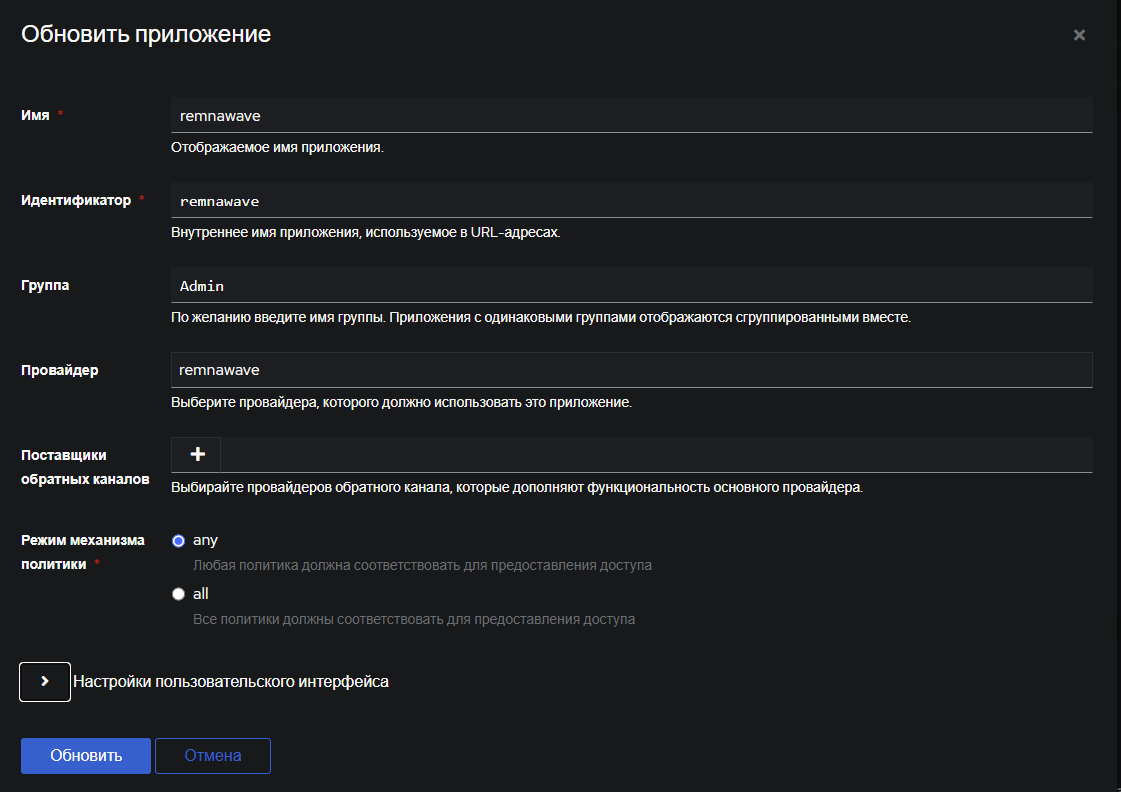 Обновить приложение
×
Имя *
remnawave
Отображаемое имя приложения.
Идентификатор *
remnawave
Внутреннее имя приложения, используемое в URL-адресах.
Группа
Admin
По желанию введите имя группы. Приложения с одинаковыми группами отображаются сгруппированными вместе.
Провайдер
remnawave
Выберите провайдера, которого должно использовать это приложение.
Поставщики
обратных каналов
Выбирайте провайдеров обратного канала, которые дополняют функциональность основного провайдера.
Режим механизма
политики *
any
Любая политика должна соответствовать для предоставления доступа
all
Все политики должны соответствовать для предоставления доступа
Настройки пользовательского интерфейса
Обновить
Отмена